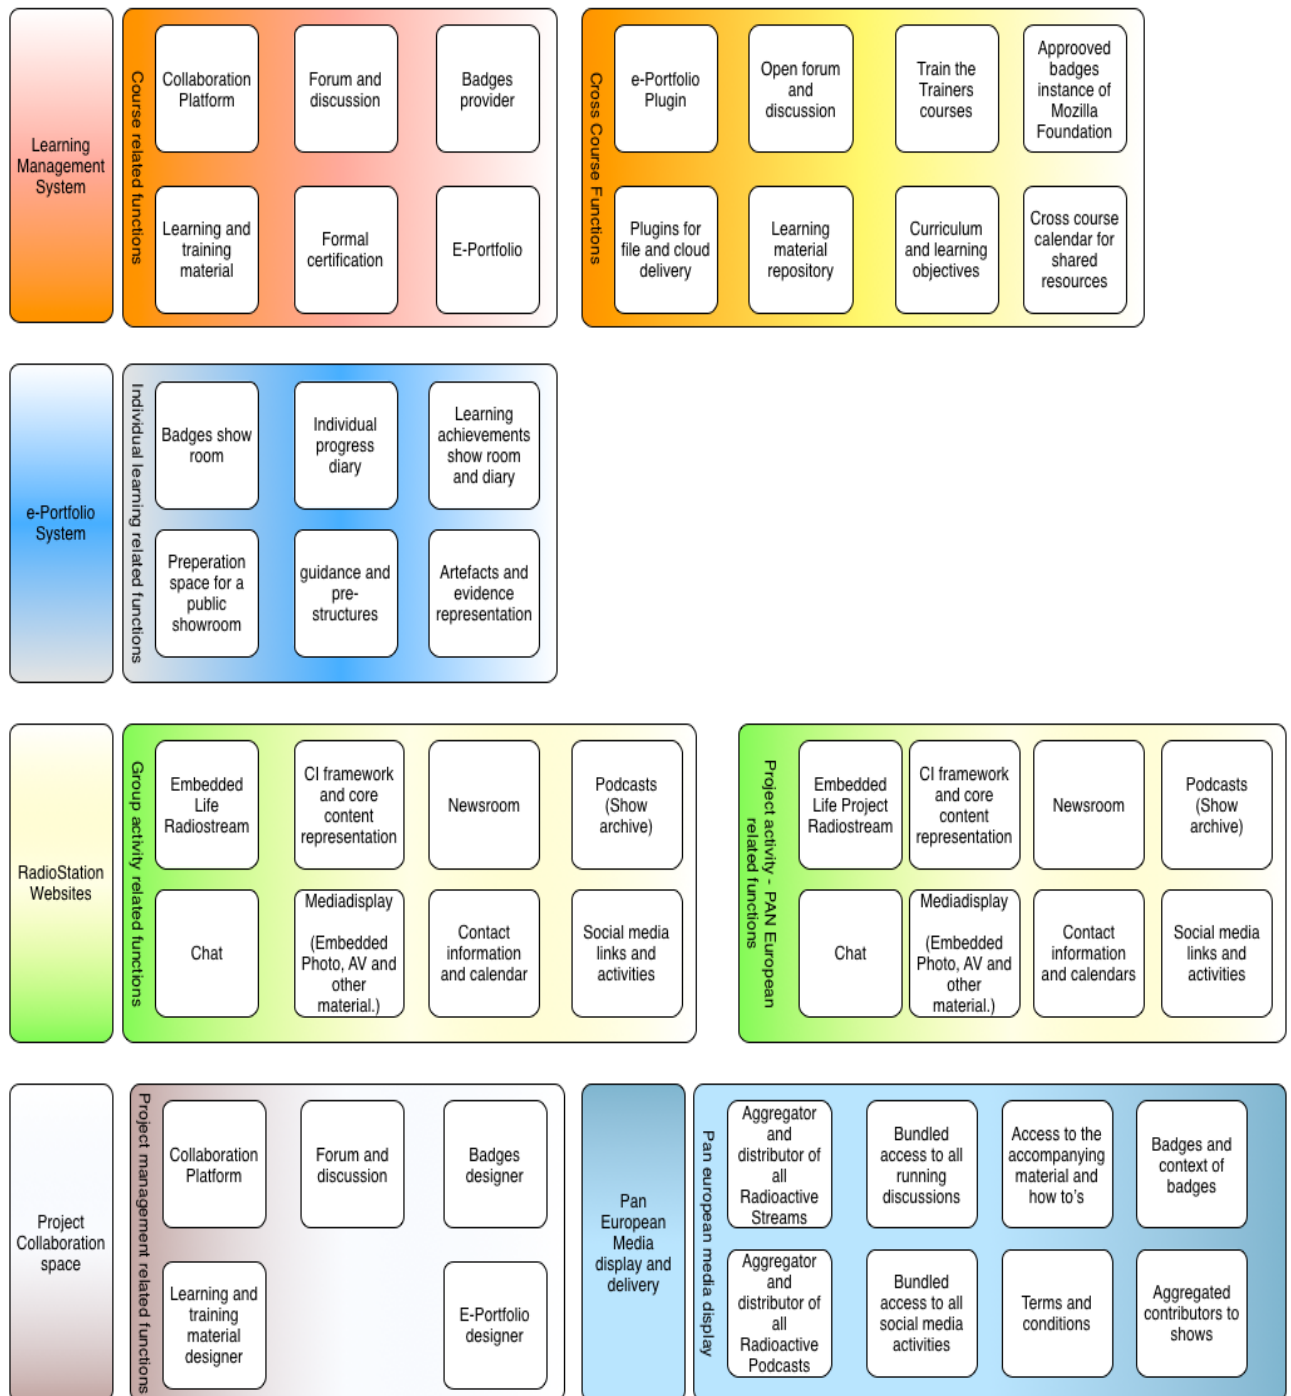 Learning
Management
System
Course related functions
Collaboration
Platform
Forum and
discussion
Badges
provider
Learning and
training
material
Formal
certification
E-Portfolio
Cross Course Functions
e-Portfolio
Plugin
Open forum
and
discussion
Train the
Trainers
courses
Approoved
badges
instance of
Mozilla
Foundation
Plugins for
file and cloud
delivery
Learning
material
repository
Curriculum
and learning
objectives
Cross course
calendar for
shared
resources
e-Portfolio
System
Individual learning related functions
Badges show
room
Individual
progress
diary
Learning
achievements
show room
and diary
Preperation
space for a
public
showroom
guidance and
pre-
structures
Artefacts and
evidence
representation
RadioStation
Websites
Group activity related functions
Embedded
Life
Radiostream
CI framework
and core
content
representation
Newsroom
Podcasts
(Show
archive)
Chat
Mediadisplay
(Embedded
Photo, AV and
other
material.)
Contact
information
and calendar
Social media
links and
activities
Project activity - PAN European
related functions
Embedded
Life Project
Radiostream
CI framework
and core
content
representation
Newsroom
Podcasts
(Show
archive)
Chat
Mediadisplay
(Embedded
Photo, AV and
other
material.)
Contact
information
and calendars
Social media
links and
activities
Project
Collaboration
space
Project management related functions
Collaboration
Platform
Forum and
discussion
Badges
designer
Learning and
training
material
designer
E-Portfolio
designer
Pan
European
Media
display and
delivery
Pan european media display
Aggregator
and
distributor of
all
Radioactive
Streams
Bundled
access to all
running
discussions
Access to the
accompanying
material and
how to's
Badges and
context of
badges
Aggregator
and
distributor of
all
Radioactive
Podcasts
Bundled
access to all
social media
activities
Terms and
conditions
Aggregated
contributors to
shows